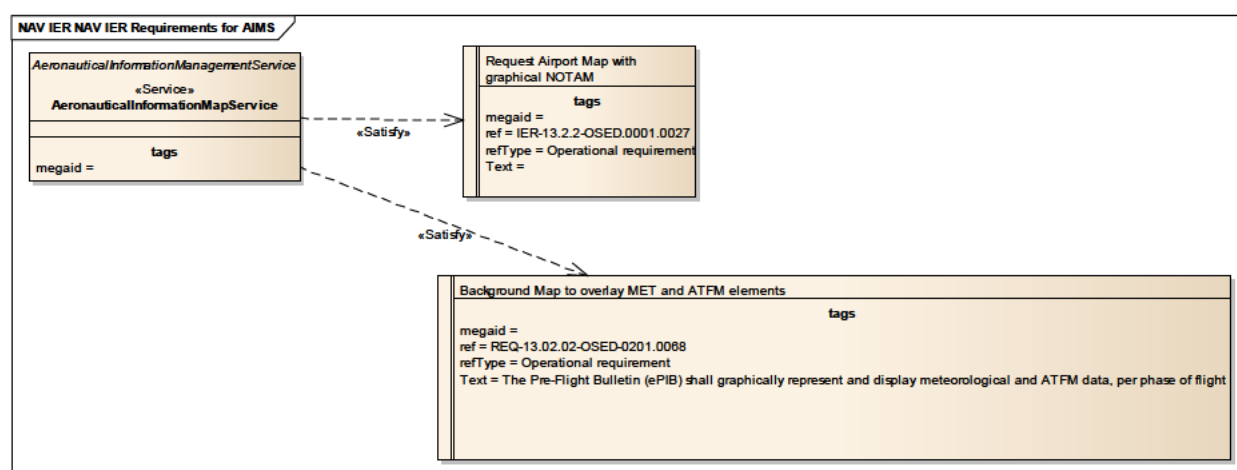 NAV IER NAV IER Requirements for AIMS
AeronauticalInformationManagementService
«Service»
AeronauticalInformationMapService
tags
megaid =
«Satisfy»
Request Airport Map with
graphical NOTAM
tags
megaid =
ref = IER-13.2.2-OSED.0001.0027
refType = Operational requirement
Text =
«Satisfy»
Background Map to overlay MET and ATFM elements
tags
megaid =
ref = REQ-13.02.02-OSED-0201.0068
refType = Operational requirement
Text = The Pre-Flight Bulletin (ePIB) shall graphically represent and display meteorological and ATFM data, per phase of flight